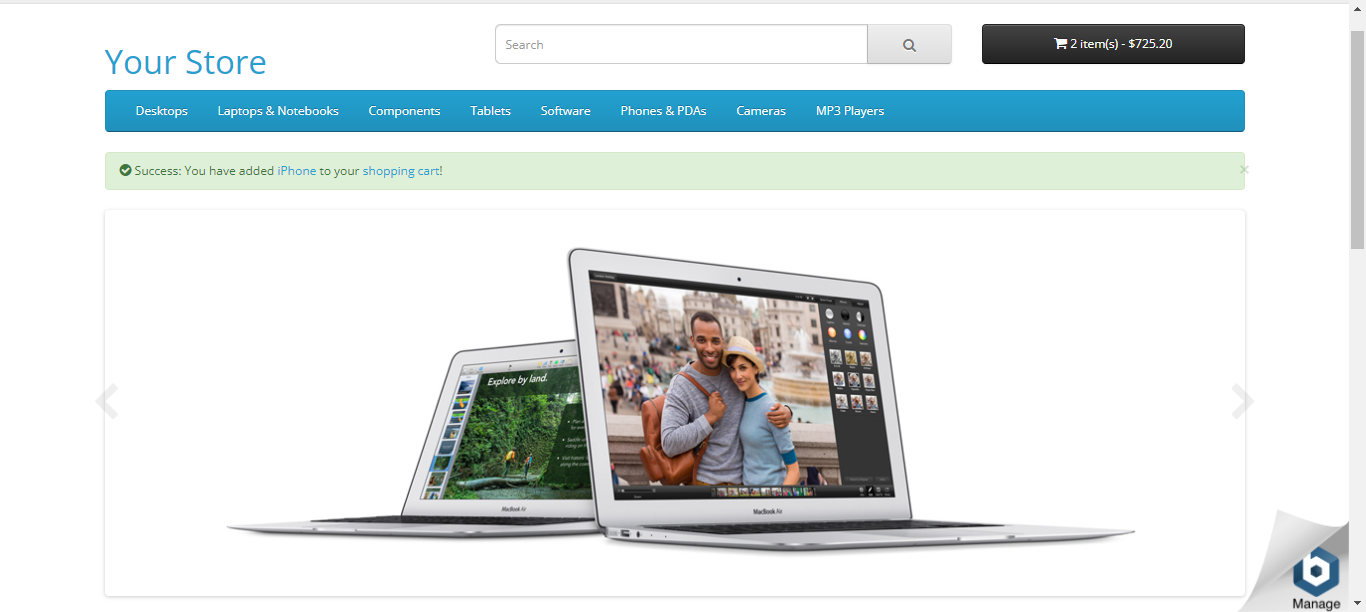 Your Store
Search
2 item(s) - $725.20
Desktops
Laptops & Notebooks
Components
Tablets
Software
Phones & PDAs
Cameras
MP3 Players
Success: You have added iPhone to your shopping cart!
×
Explore by land.
MacBook Air
MacBook Air
Manage